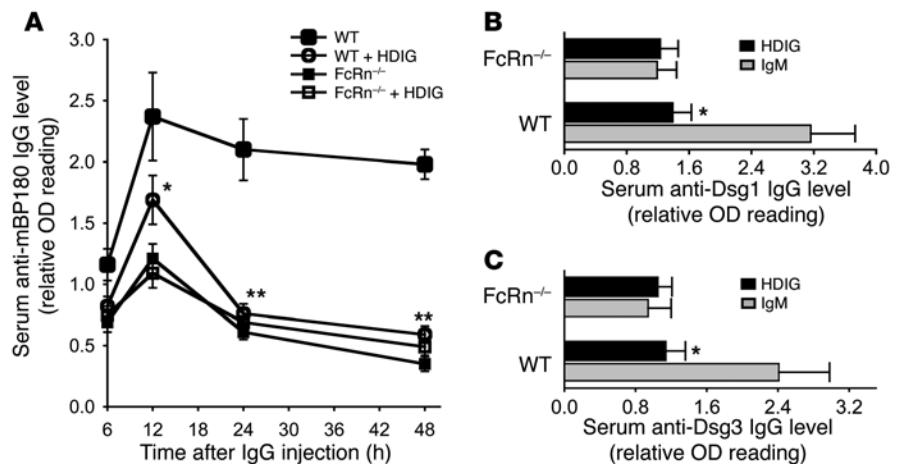 A
Serum anti-mBP180 IgG level
(relative OD reading)
3.0
2.5
2.0
1.5
1.0
0.5
0.0
WT
WT + HDIG
FcRn⁻/⁻
FcRn⁻/⁻ + HDIG
*
**
**
6 12 18 24 30 36 42 48
Time after IgG injection (h)
B
FcRn⁻/⁻
WT
HDIG
IgM
*
0.0 0.8 1.6 2.4 3.2 4.0
Serum anti-Dsg1 IgG level
(relative OD reading)
C
FcRn⁻/⁻
WT
HDIG
IgM
*
0.0 0.8 1.6 2.4 3.2
Serum anti-Dsg3 IgG level
(relative OD reading)